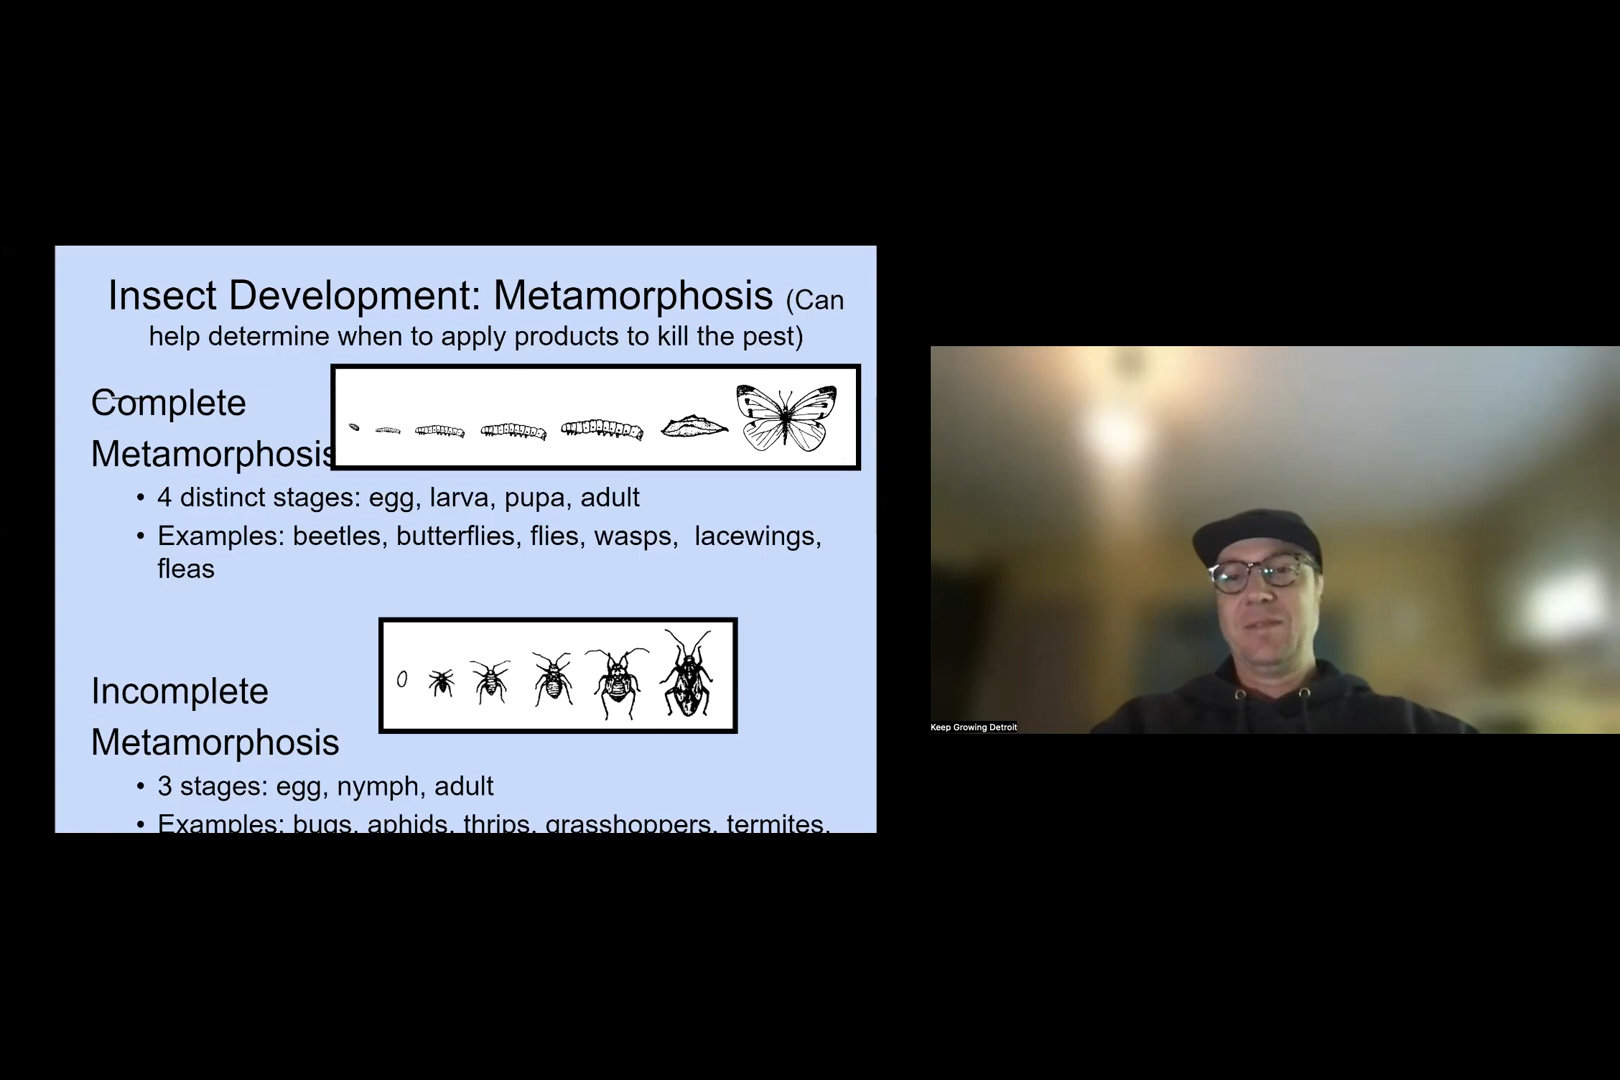 Insect Development: Metamorphosis (Can
help determine when to apply products to kill the pest)
Complete
Metamorphosis
• 4 distinct stages: egg, larva, pupa, adult
• Examples: beetles, butterflies, flies, wasps, lacewings,
fleas
Incomplete
Metamorphosis
• 3 stages: egg, nymph, adult
• Examples: bugs, aphids, thrips, grasshoppers, termites,
Keep Growing Detroit